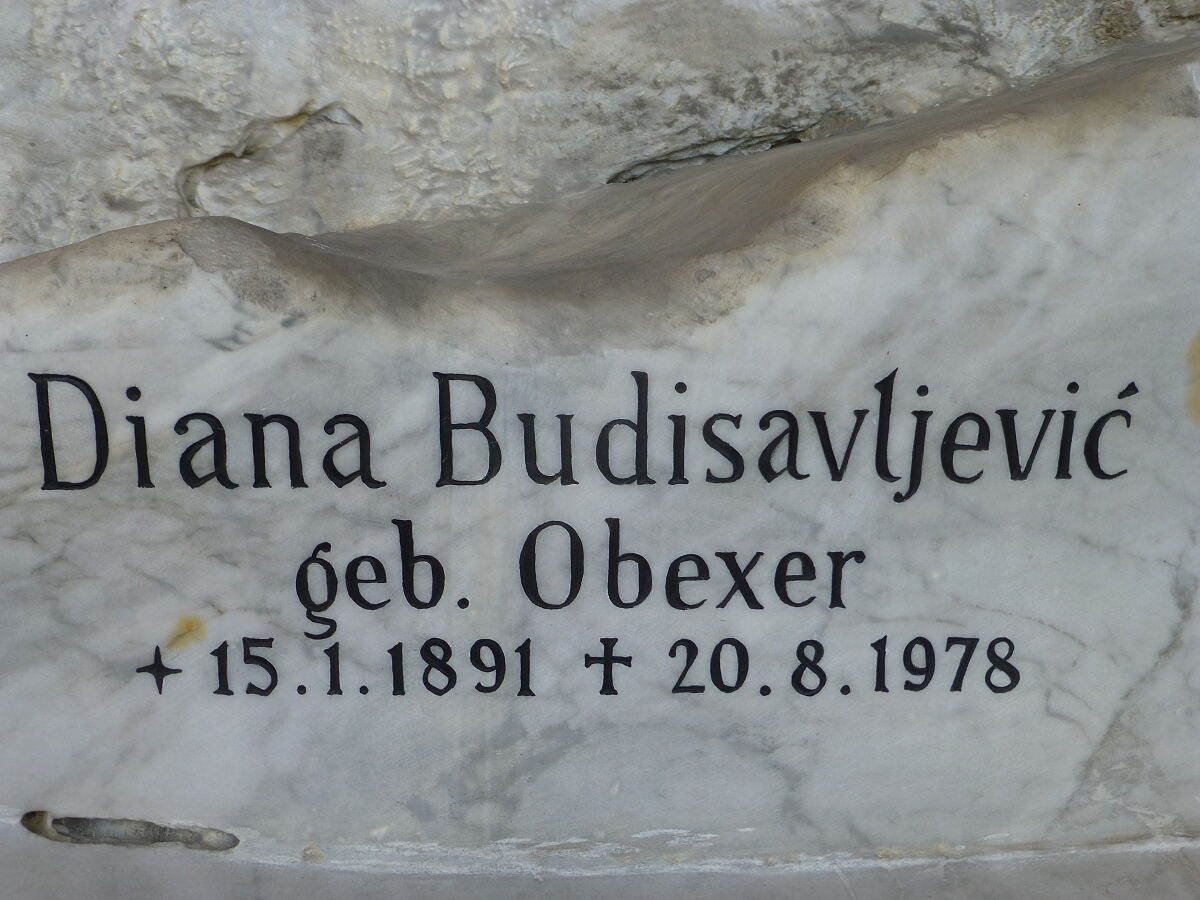 Diana Budisavljević
geb. Obexer
✦ 15.1.1891 ✝ 20.8.1978